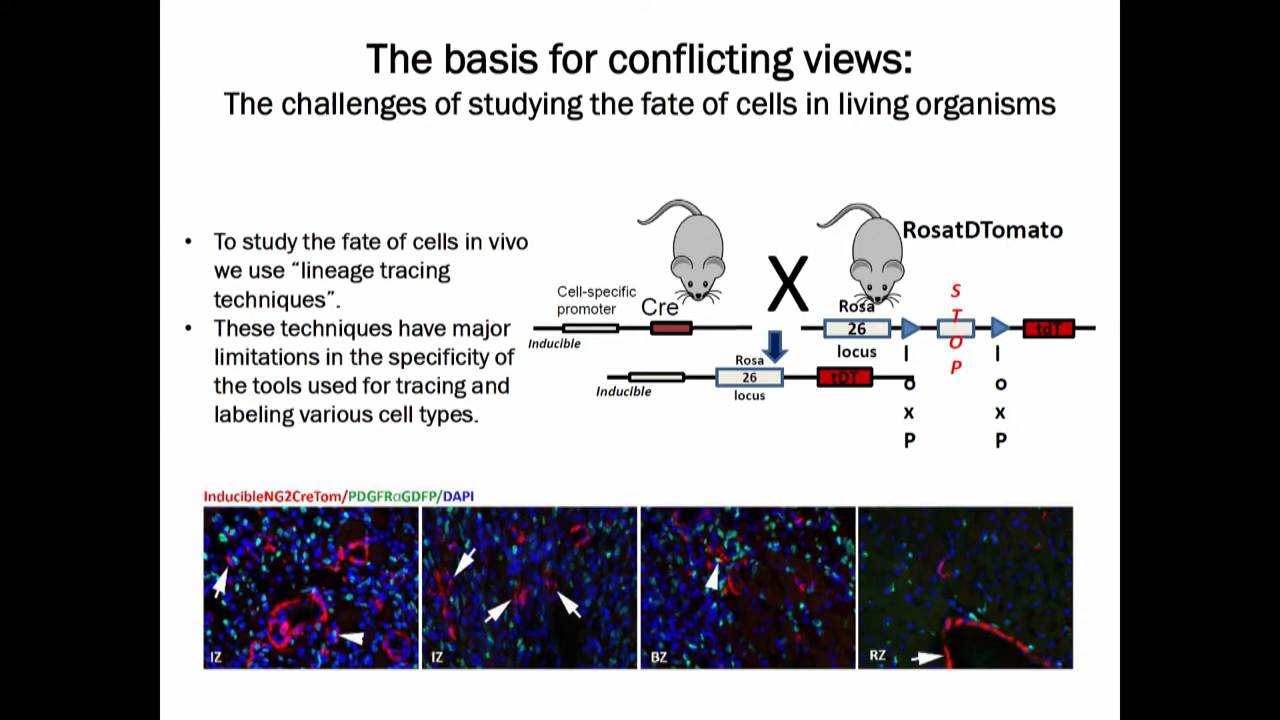 The basis for conflicting views:
The challenges of studying the fate of cells in living organisms
• To study the fate of cells in vivo
we use “lineage tracing
techniques”.
• These techniques have major
limitations in the specificity of
the tools used for tracing and
labeling various cell types.
Cell-specific
promoter
Cre
Inducible
X
RosatDTomato
Rosa
26
locus
STOP
tdT
loxP
loxP
Rosa
26
locus
Inducible
tDT
InducibleNG2CreTom/PDGFRαGDFP/DAPI
IZ
IZ
BZ
RZ